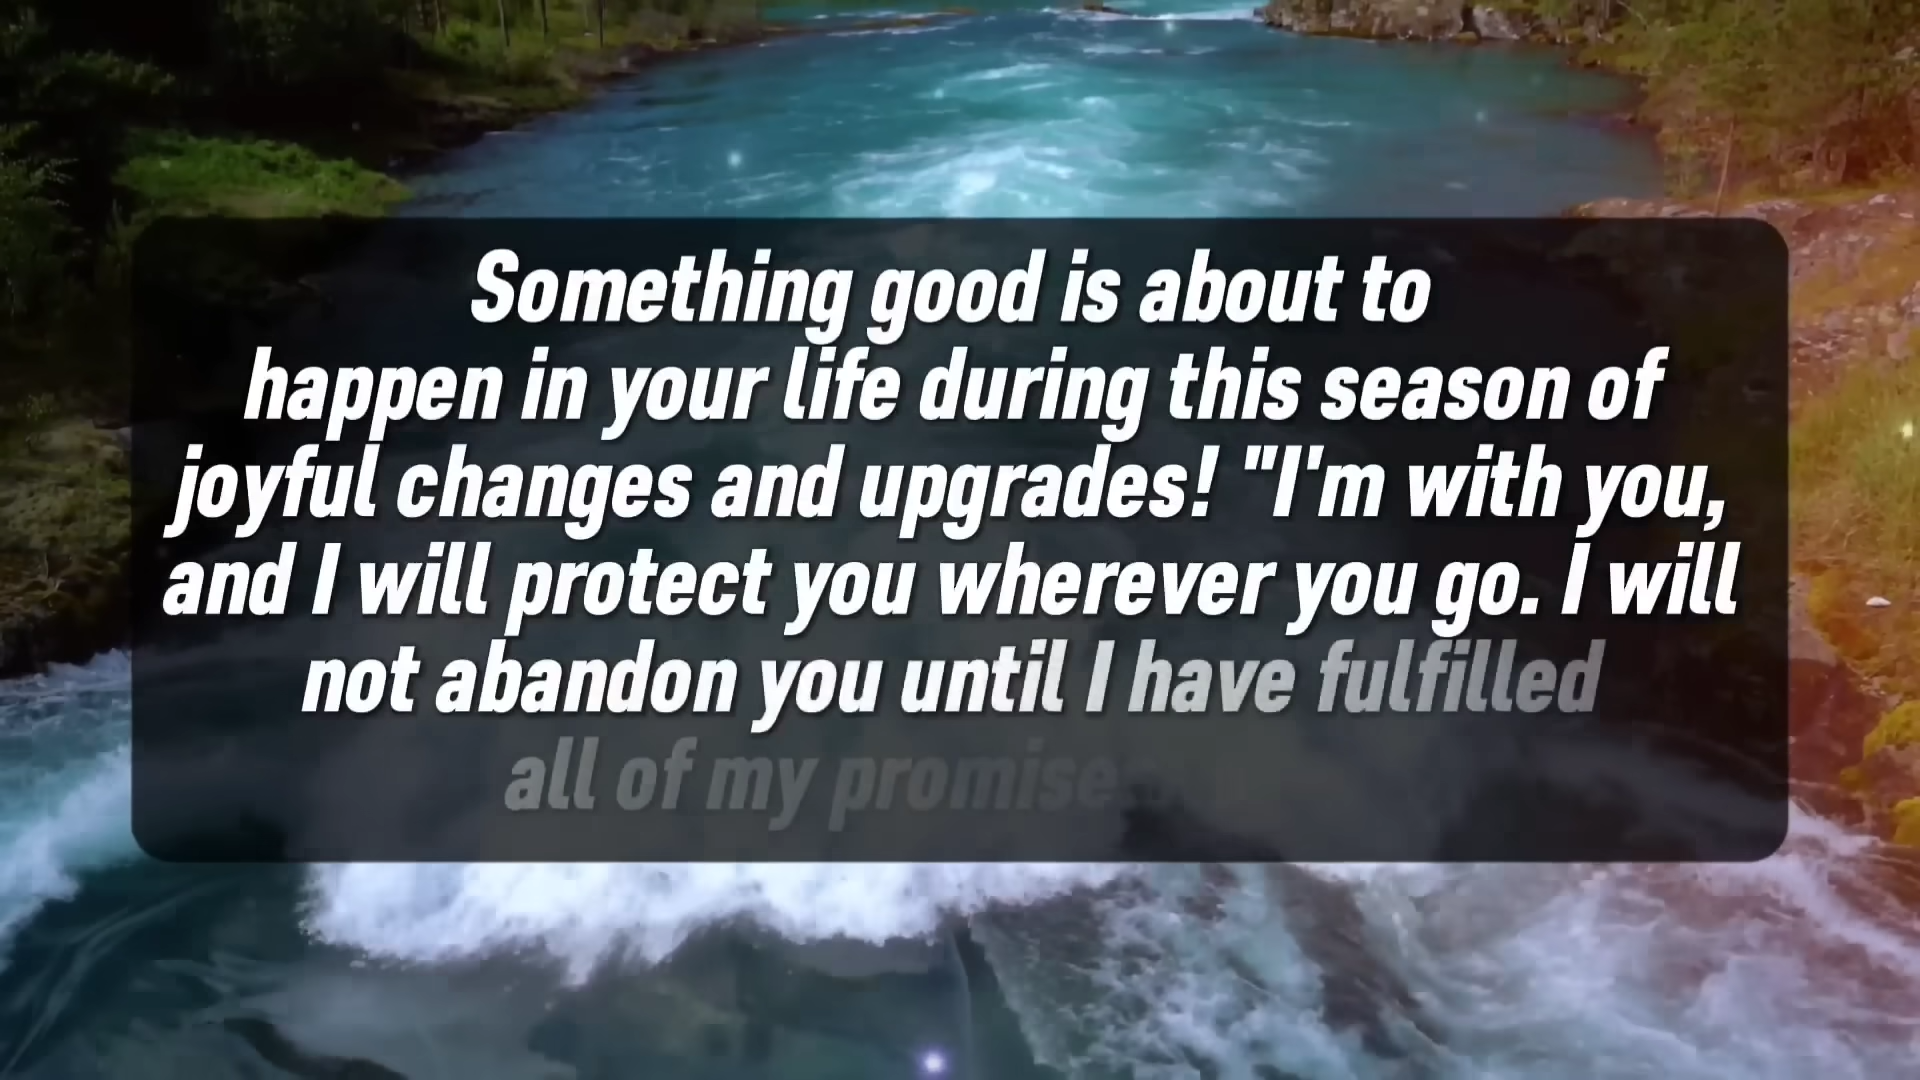 Something good is about to
happen in your life during this season of
joyful changes and upgrades! "I'm with you,
and I will protect you wherever you go. I will
not abandon you until I have fulfilled
all of my promise